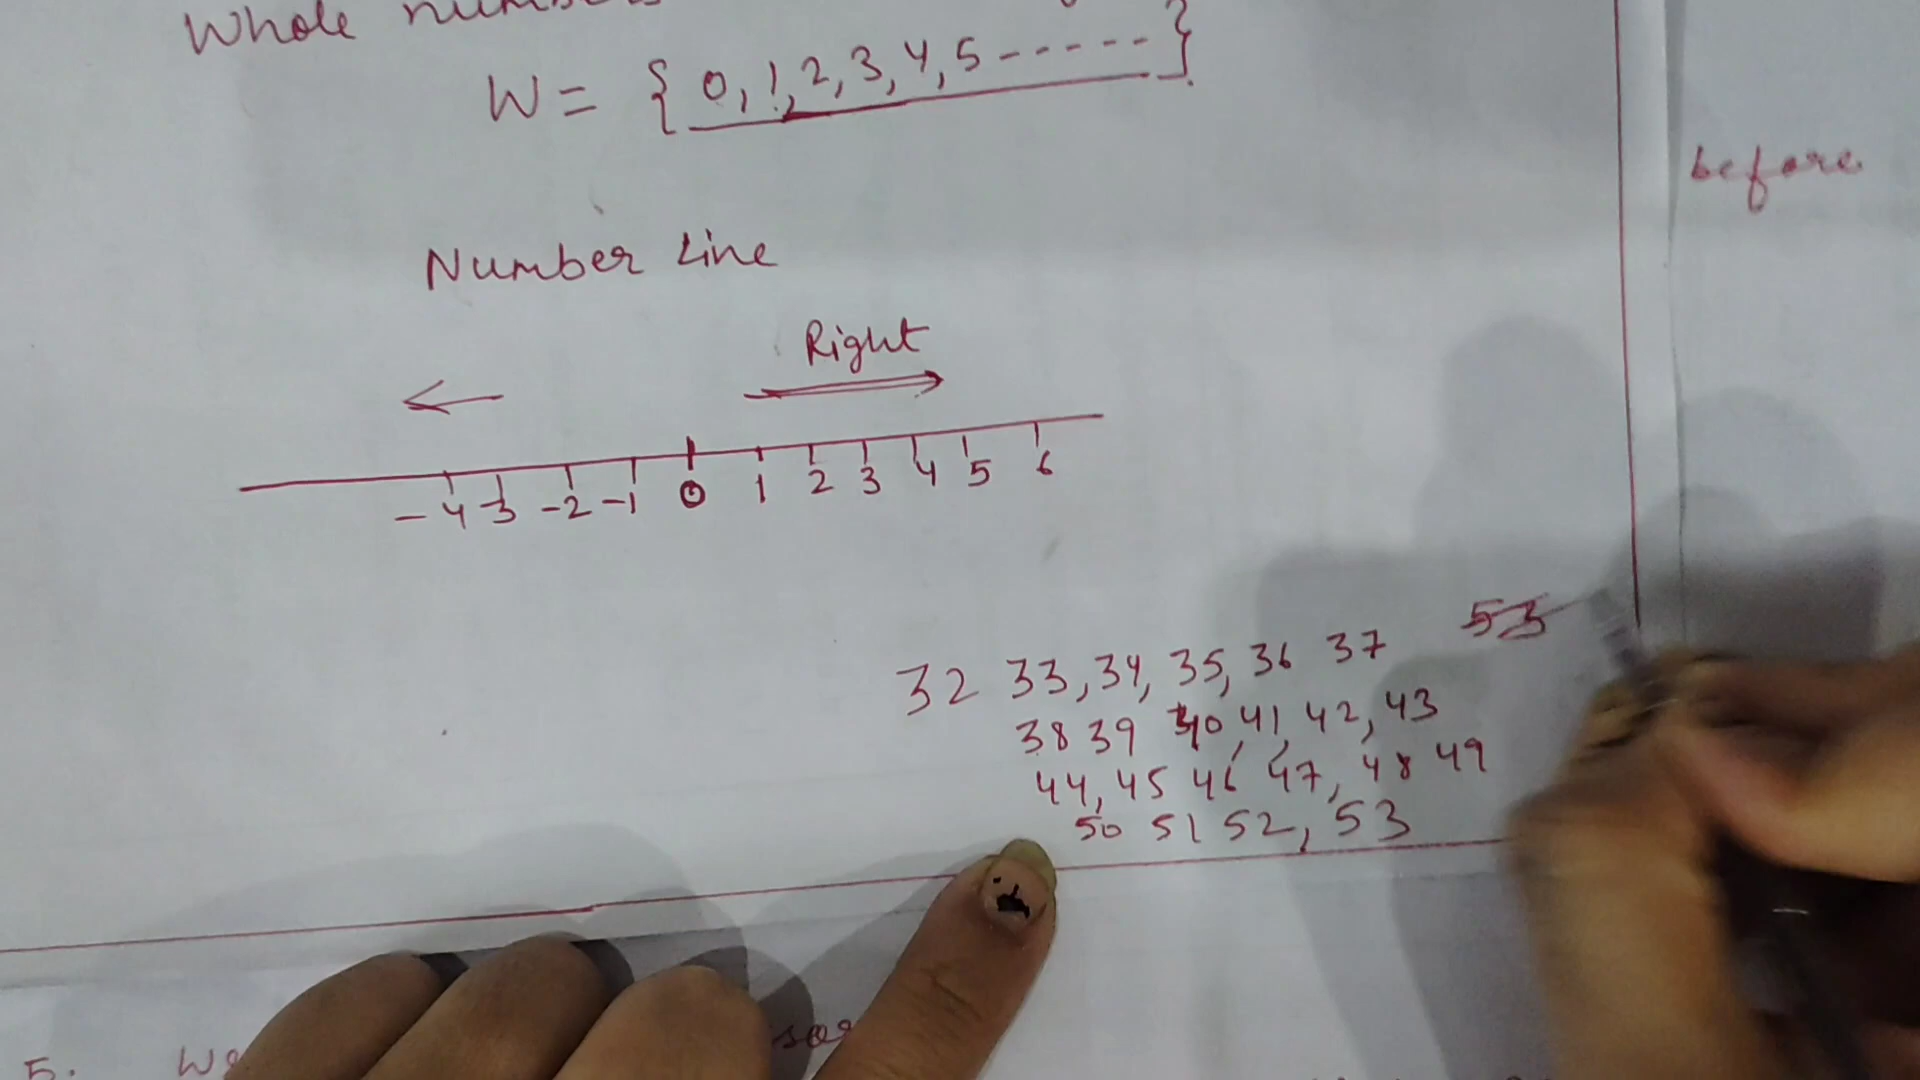 Whole numbers
W = { 0, 1, 2, 3, 4, 5 ----- }
before
Number Line
Right
-4 -3 -2 -1 0 1 2 3 4 5 6
53
32 33, 34, 35, 36 37
38 39 40, 41, 42, 43
44, 45 46 47, 48 49
50 51 52, 53
5.